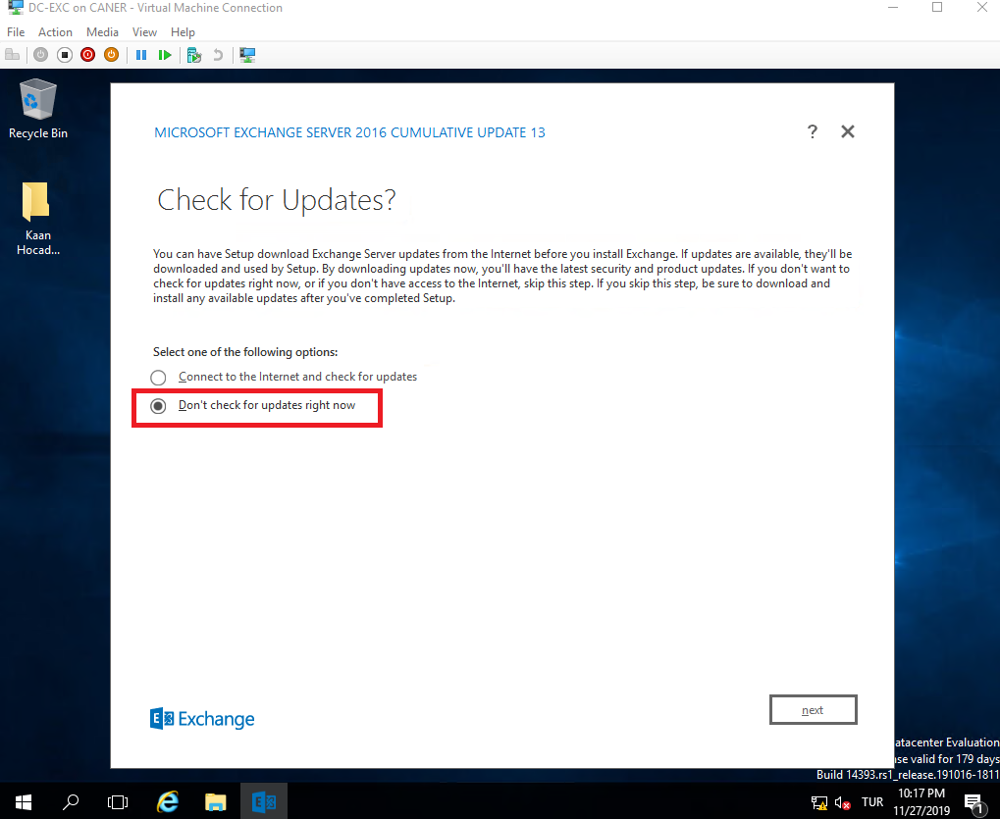 DC-EXC on CANER - Virtual Machine Connection
File Action Media View Help
Recycle Bin
Kaan
Hocad...
MICROSOFT EXCHANGE SERVER 2016 CUMULATIVE UPDATE 13
?
Check for Updates?
You can have Setup download Exchange Server updates from the Internet before you install Exchange. If updates are available, they'll be
downloaded and used by Setup. By downloading updates now, you'll have the latest security and product updates. If you don't want to
check for updates right now, or if you don't have access to the Internet, skip this step. If you skip this step, be sure to download and
install any available updates after you've completed Setup.
Select one of the following options:
Connect to the Internet and check for updates
Don't check for updates right now
E Exchange
next
atacenter Evaluation
se valid for 179 days
Build 14393.rs1_release.191016-1811
E
TUR
10:17 PM
11/27/2019
1